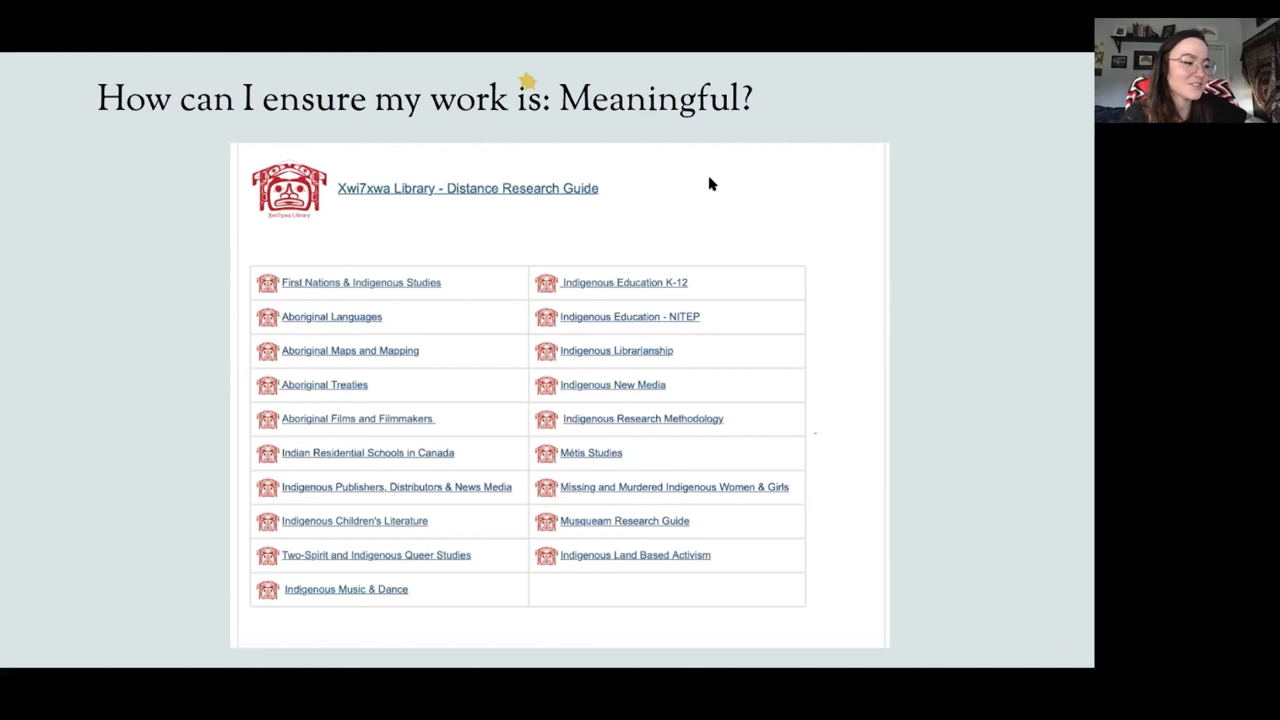 How can I ensure my work is: Meaningful?
Xwi7xwa Library
Xwi7xwa Library - Distance Research Guide
First Nations & Indigenous Studies
Indigenous Education K-12
Aboriginal Languages
Indigenous Education - NITEP
Aboriginal Maps and Mapping
Indigenous Librarianship
Aboriginal Treaties
Indigenous New Media
Aboriginal Films and Filmmakers
Indigenous Research Methodology
Indian Residential Schools in Canada
Métis Studies
Indigenous Publishers, Distributors & News Media
Missing and Murdered Indigenous Women & Girls
Indigenous Children's Literature
Musqueam Research Guide
Two-Spirit and Indigenous Queer Studies
Indigenous Land Based Activism
Indigenous Music & Dance